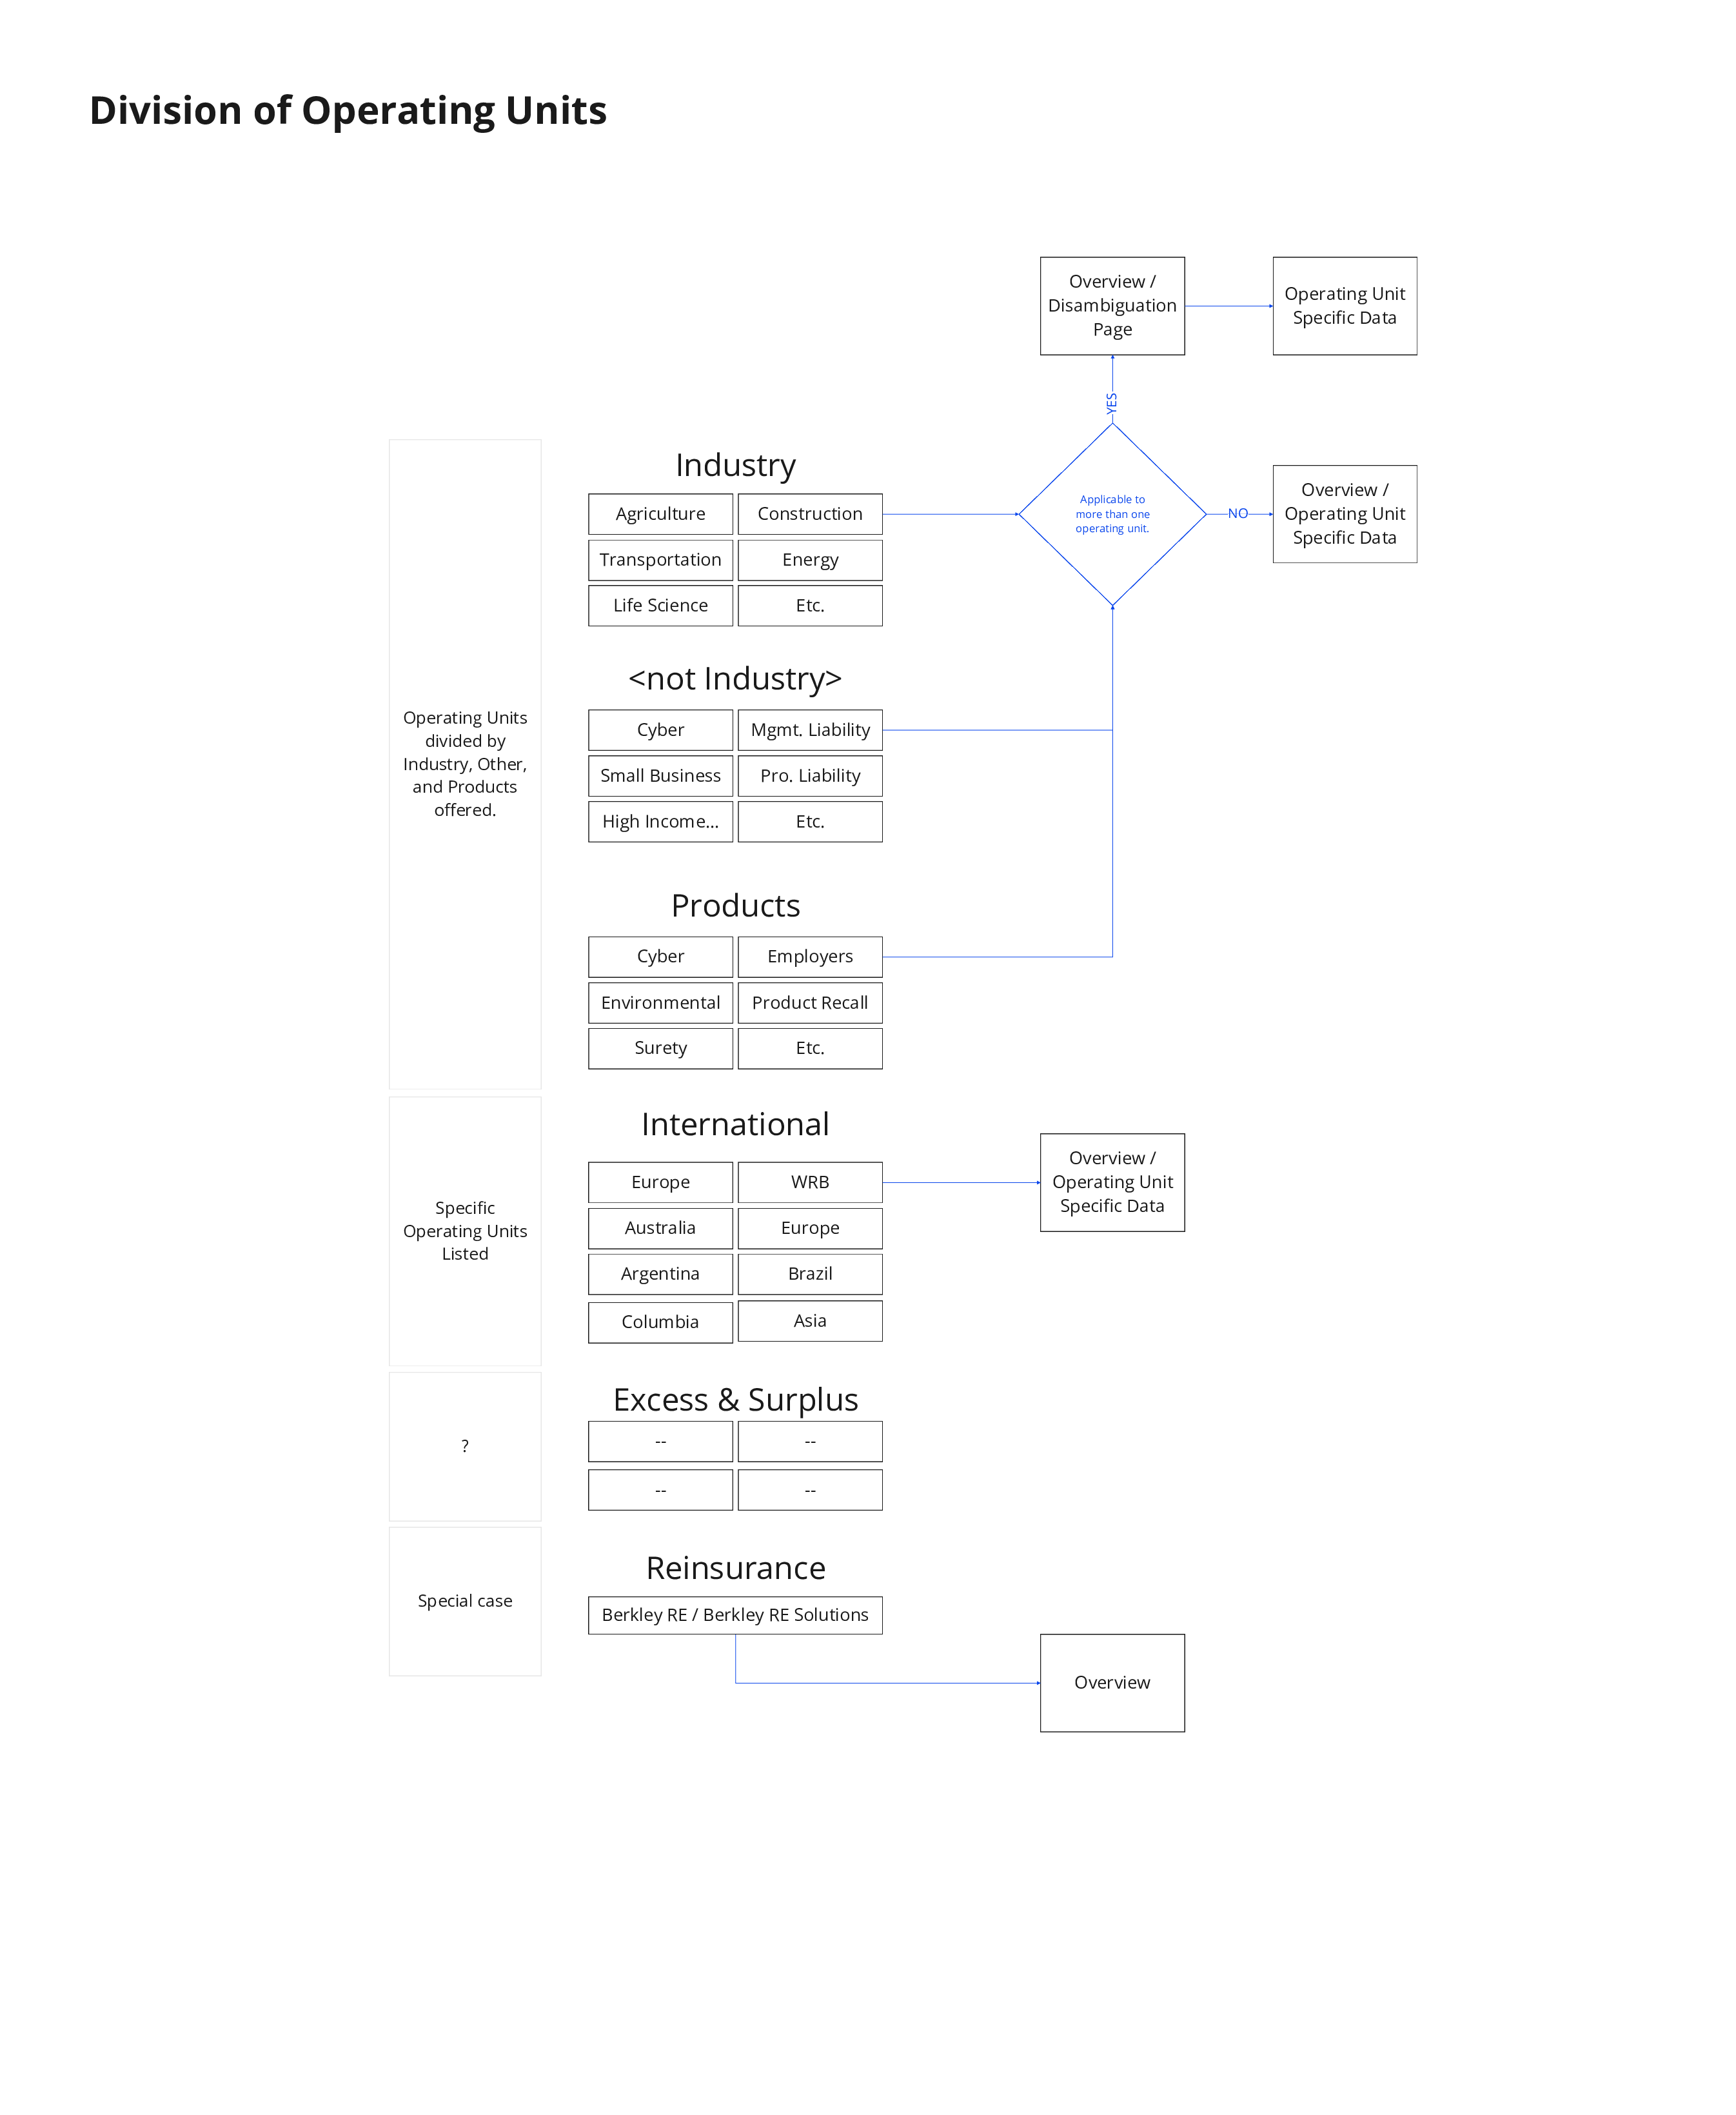 Division of Operating Units
Overview /
Disambiguation
Page
Operating Unit
Specific Data
YES
Applicable to
more than one
operating unit.
NO
Overview /
Operating Unit
Specific Data
Operating Units
divided by
Industry, Other,
and Products
offered.
Industry
Agriculture
Construction
Transportation
Energy
Life Science
Etc.
<not Industry>
Cyber
Mgmt. Liability
Small Business
Pro. Liability
High Income...
Etc.
Products
Cyber
Employers
Environmental
Product Recall
Surety
Etc.
Specific
Operating Units
Listed
International
Europe
WRB
Australia
Europe
Argentina
Brazil
Columbia
Asia
Overview /
Operating Unit
Specific Data
?
Excess & Surplus
--
--
--
--
Special case
Reinsurance
Berkley RE / Berkley RE Solutions
Overview